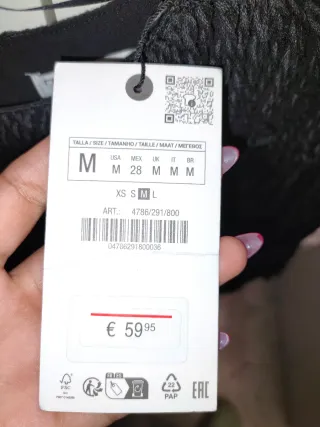 TALLA / SIZE / TAMANHO / TAILLE / MAAT / ΜΕΓΕΘΟΣ
M
USA MEX UK IT BR
M 28 M M M
XS S M L
ART.: 4786/291/800
04786291800036
€ 59 95
FSC
22
PAP
EAC